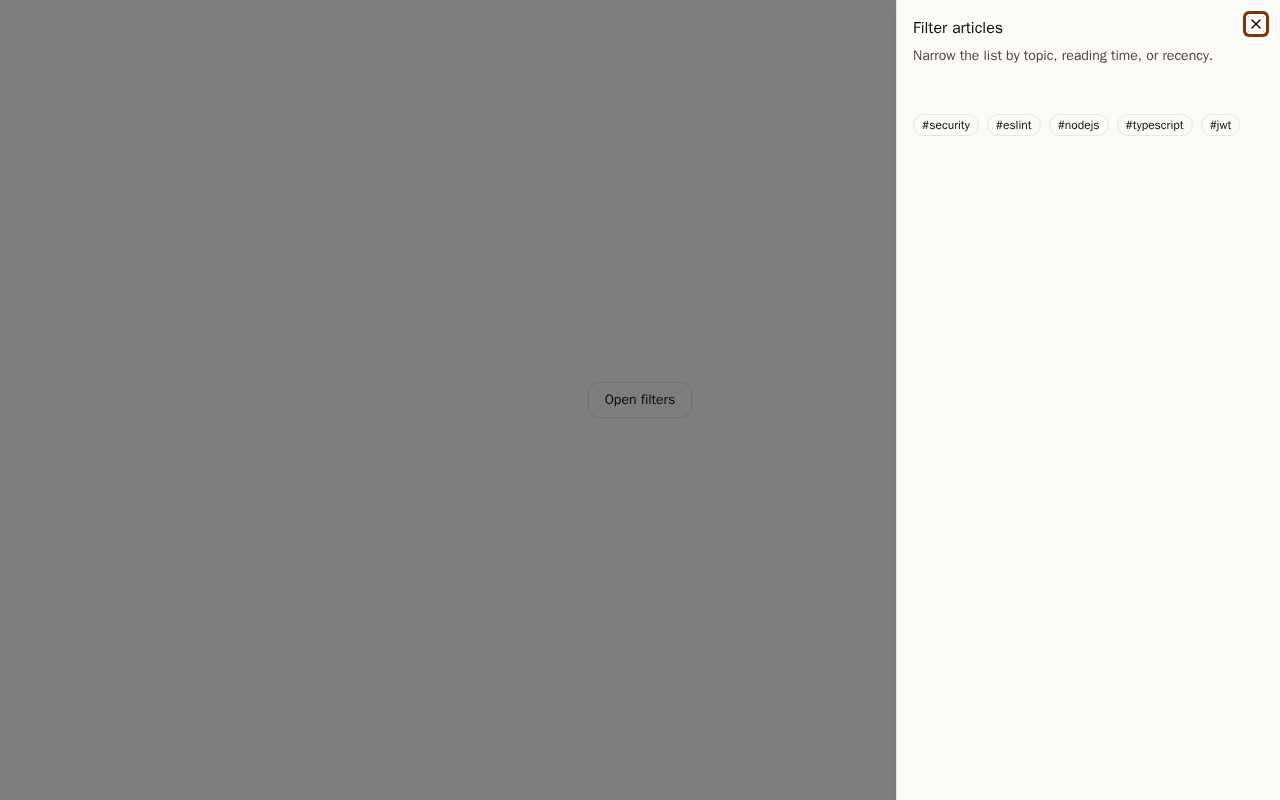 Filter articles
Narrow the list by topic, reading time, or recency.
#security #eslint #nodejs #typescript #jwt
Open filters